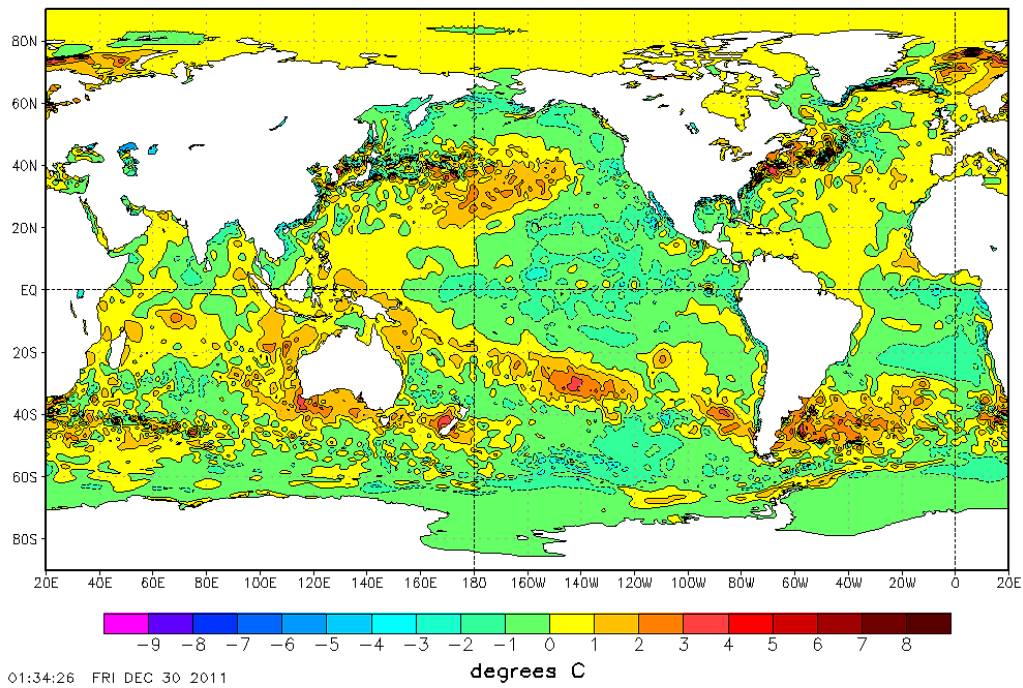 80N
60N
40N
20N
EQ
20S
40S
60S
80S
20E 40E 60E 80E 100E 120E 140E 160E 180 160W 140W 120W 100W 80W 60W 40W 20W 0 20E
-9 -8 -7 -6 -5 -4 -3 -2 -1 0 1 2 3 4 5 6 7 8
degrees C
01:34:26 FRI DEC 30 2011